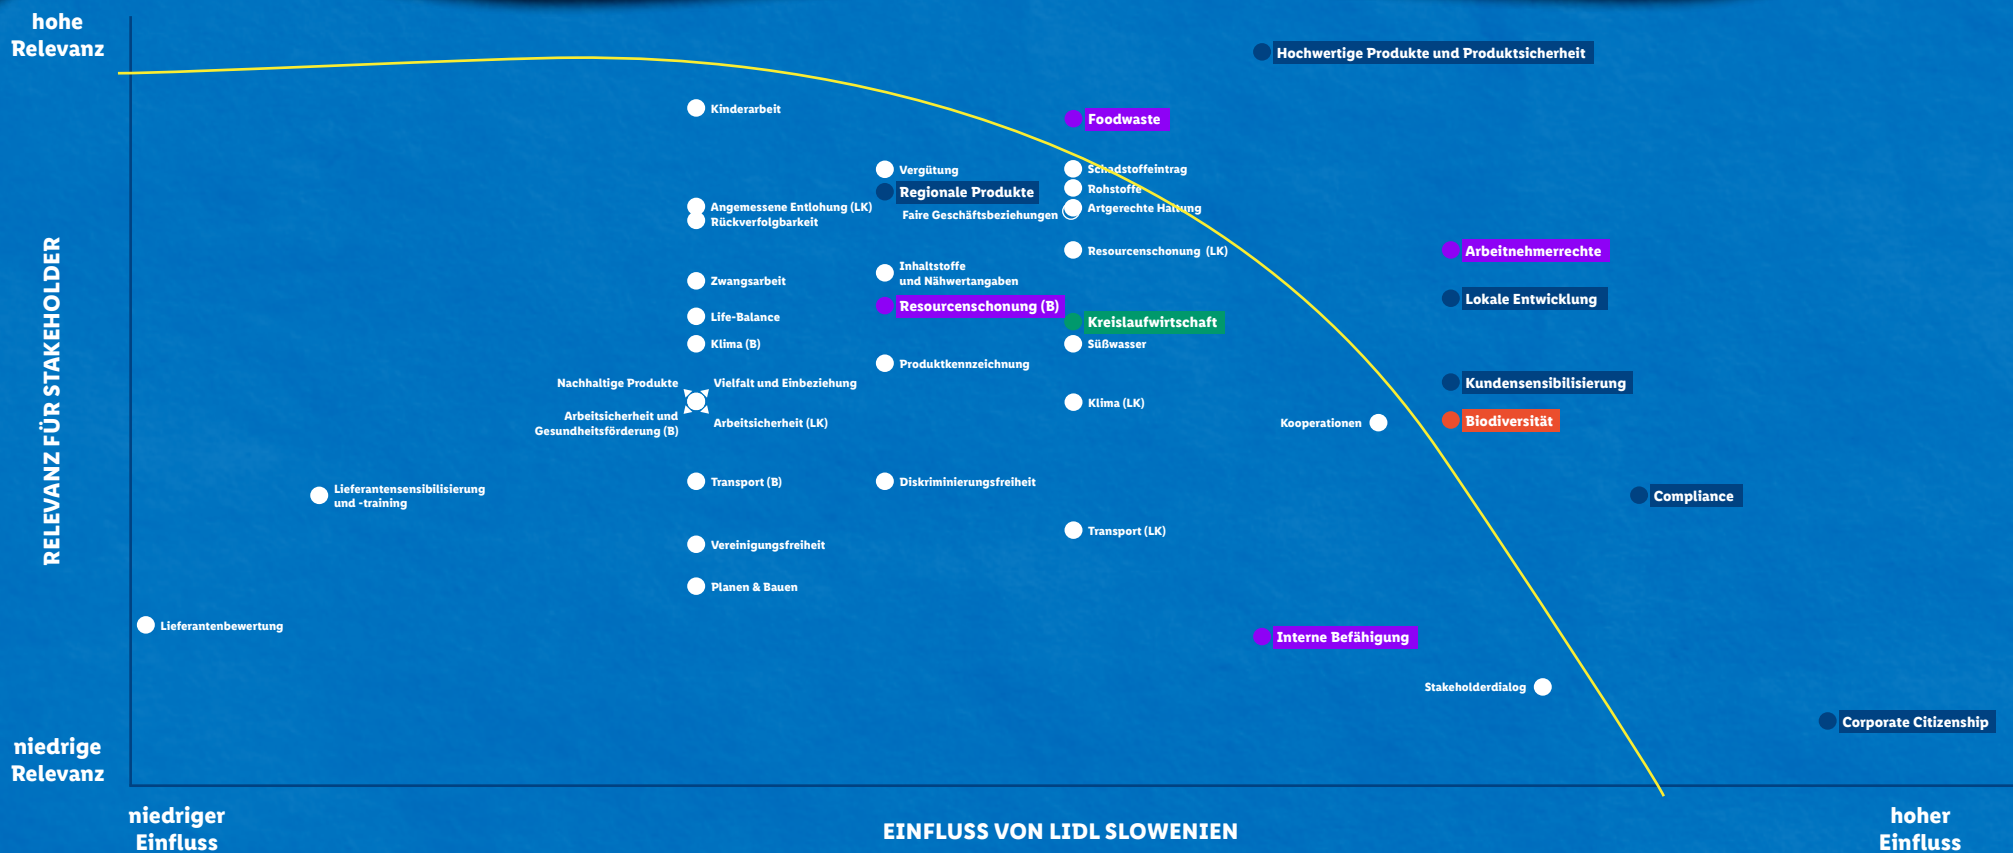 hohe
Relevanz
Hochwertige Produkte und Produktsicherheit
Kinderarbeit
Foodwaste
Vergütung
Schadstoffeintrag
Regionale Produkte
Rohstoffe
Angemessene Entlohung (LK)
Faire Geschäftsbeziehungen
Artgerechte Haltung
Rückverfolgbarkeit
Resourcenschonung (LK)
Arbeitnehmerrechte
Inhaltstoffe
und Nähwertangaben
Zwangsarbeit
Lokale Entwicklung
Resourcenschonung (B)
Life-Balance
Kreislaufwirtschaft
Klima (B)
Süßwasser
Produktkennzeichnung
Nachhaltige Produkte
Vielfalt und Einbeziehung
Kundensensibilisierung
Klima (LK)
Arbeitsicherheit und
Gesundheitsförderung (B)
Arbeitsicherheit (LK)
Kooperationen
Biodiversität
RELEVANZ FÜR STAKEHOLDER
Transport (B)
Diskriminierungsfreiheit
Lieferantensensibilisierung
und -training
Compliance
Transport (LK)
Vereinigungsfreiheit
Planen & Bauen
Lieferantenbewertung
Interne Befähigung
Stakeholderdialog
Corporate Citizenship
niedrige
Relevanz
niedriger
Einfluss
EINFLUSS VON LIDL SLOWENIEN
hoher
Einfluss